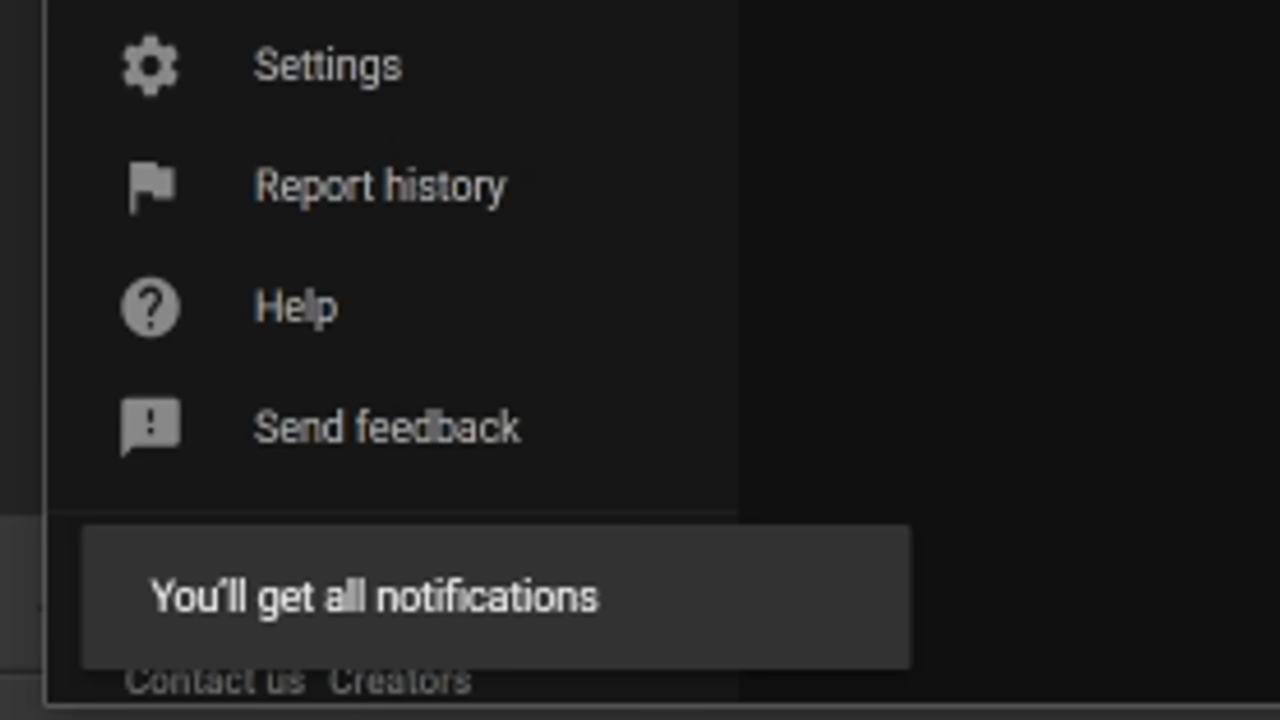 Settings
Report history
Help
Send feedback
You'll get all notifications
Contact us Creators